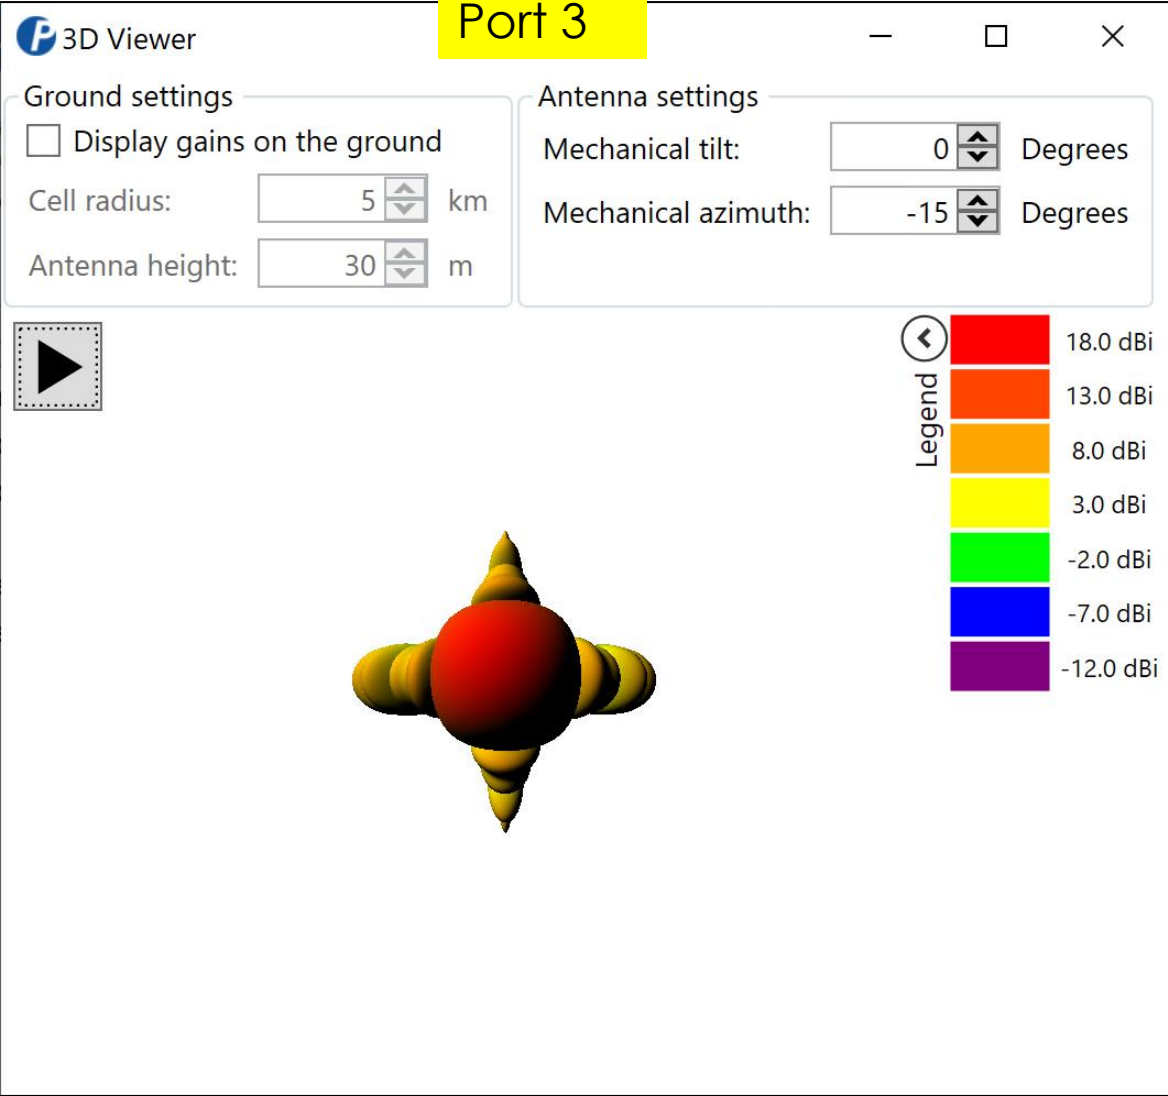 Port 3
3D Viewer
Ground settings
Display gains on the ground
Cell radius: 5 km
Antenna height: 30 m
Antenna settings
Mechanical tilt: 0 Degrees
Mechanical azimuth: -15 Degrees
Legend
18.0 dBi
13.0 dBi
8.0 dBi
3.0 dBi
-2.0 dBi
-7.0 dBi
-12.0 dBi